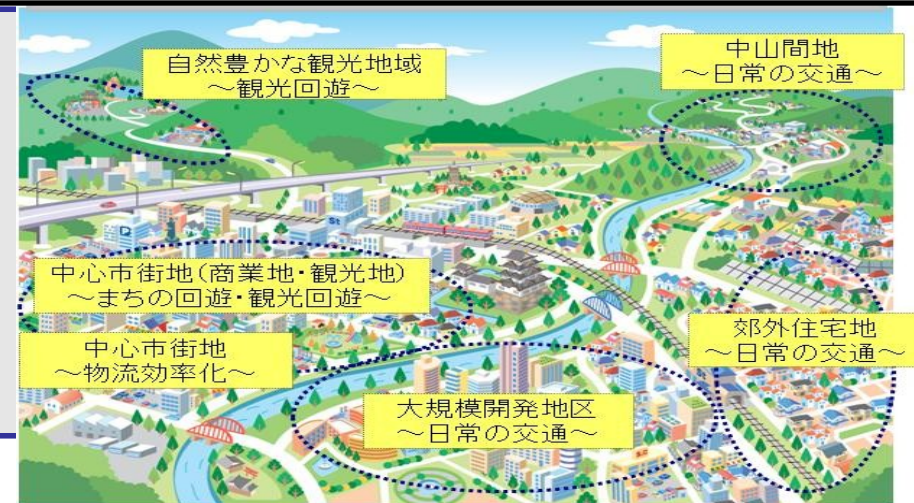 自然豊かな観光地域
～観光回遊～
中山間地
～日常の交通～
St
P
中心市街地(商業地・観光地)
～まちの回遊・観光回遊～
郊外住宅地
～日常の交通～
中心市街地
～物流効率化～
大規模開発地区
～日常の交通～